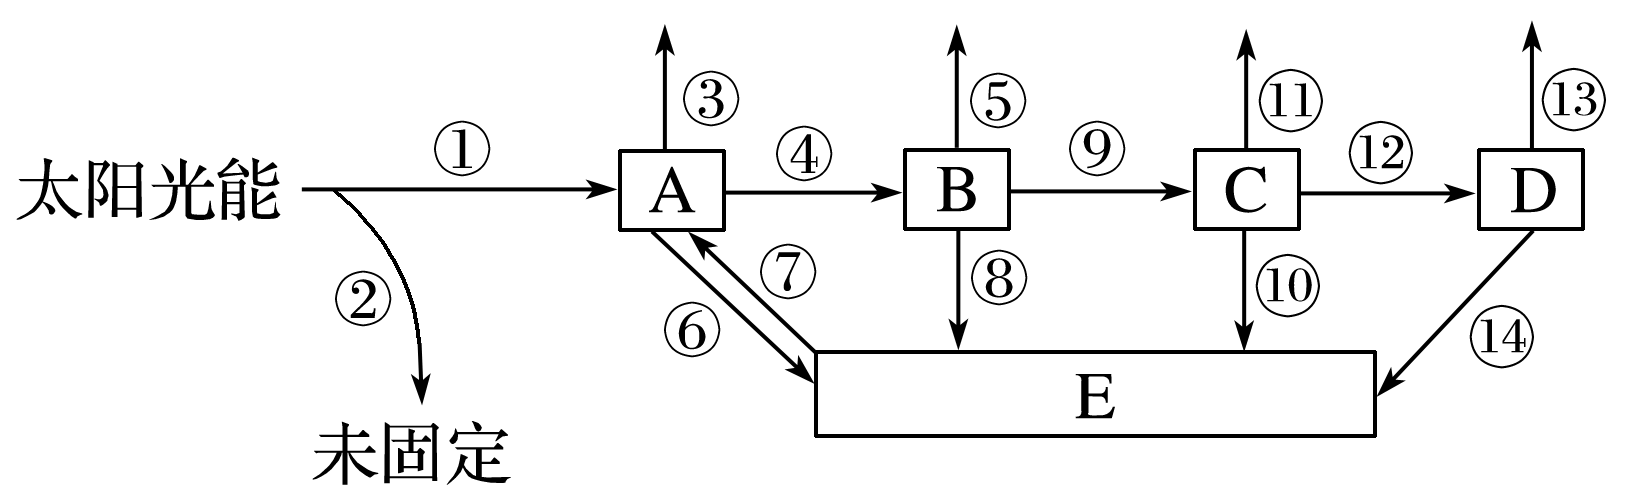 ③ ⑤ ⑪ ⑬
① ④ ⑨ ⑫
太阳光能 A B C D
② ⑥ ⑦ ⑧ ⑩ ⑭
E
未固定